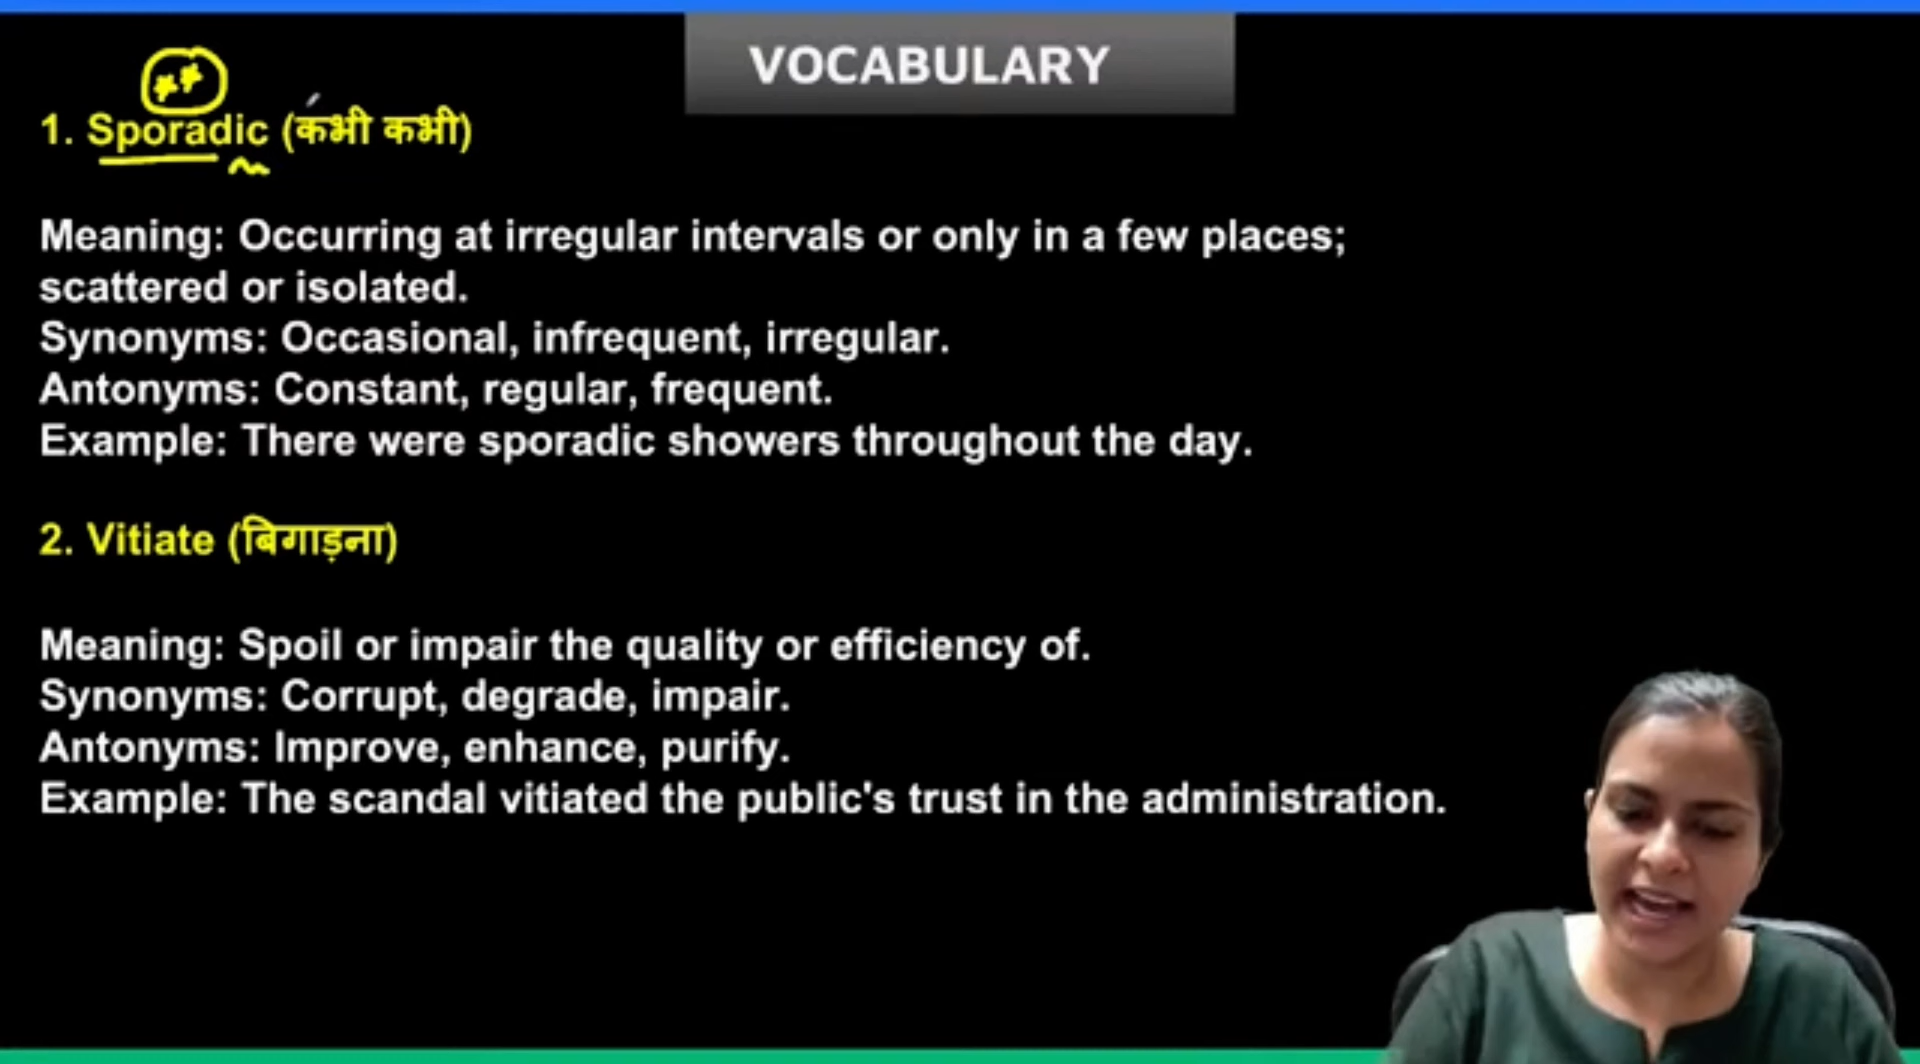 VOCABULARY
1. Sporadic (कभी कभी)
Meaning: Occurring at irregular intervals or only in a few places;
scattered or isolated.
Synonyms: Occasional, infrequent, irregular.
Antonyms: Constant, regular, frequent.
Example: There were sporadic showers throughout the day.
2. Vitiate (बिगाड़ना)
Meaning: Spoil or impair the quality or efficiency of.
Synonyms: Corrupt, degrade, impair.
Antonyms: Improve, enhance, purify.
Example: The scandal vitiated the public's trust in the administration.